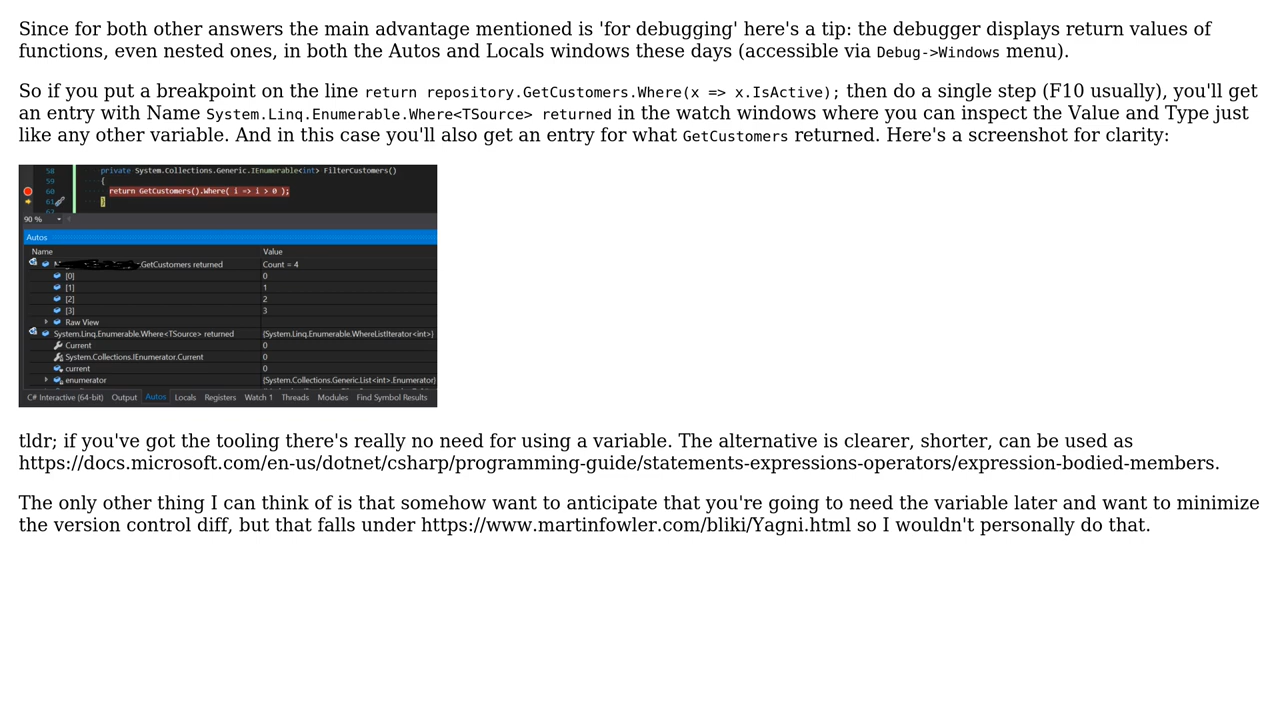 Since for both other answers the main advantage mentioned is 'for debugging' here's a tip: the debugger displays return values of
functions, even nested ones, in both the Autos and Locals windows these days (accessible via Debug->Windows menu).
So if you put a breakpoint on the line return repository.GetCustomers.Where(x => x.IsActive); then do a single step (F10 usually), you'll get
an entry with Name System.Linq.Enumerable.Where<TSource> returned in the watch windows where you can inspect the Value and Type just
like any other variable. And in this case you'll also get an entry for what GetCustomers returned. Here's a screenshot for clarity:
58 private System.Collections.Generic.IEnumerable<int> FilterCustomers()
59 {
60 return GetCustomers().Where( i => i > 0 );
61 }
62
90 %
Autos
Name Value
.GetCustomers returned Count = 4
[0] 0
[1] 1
[2] 2
[3] 3
Raw View
System.Linq.Enumerable.Where<TSource> returned {System.Linq.Enumerable.WhereListIterator<int>}
Current 0
System.Collections.IEnumerator.Current 0
current 0
enumerator {System.Collections.Generic.List<int>.Enumerator}
C# Interactive (64-bit) Output Autos Locals Registers Watch 1 Threads Modules Find Symbol Results
tldr; if you've got the tooling there's really no need for using a variable. The alternative is clearer, shorter, can be used as
https://docs.microsoft.com/en-us/dotnet/csharp/programming-guide/statements-expressions-operators/expression-bodied-members.
The only other thing I can think of is that somehow want to anticipate that you're going to need the variable later and want to minimize
the version control diff, but that falls under https://www.martinfowler.com/bliki/Yagni.html so I wouldn't personally do that.